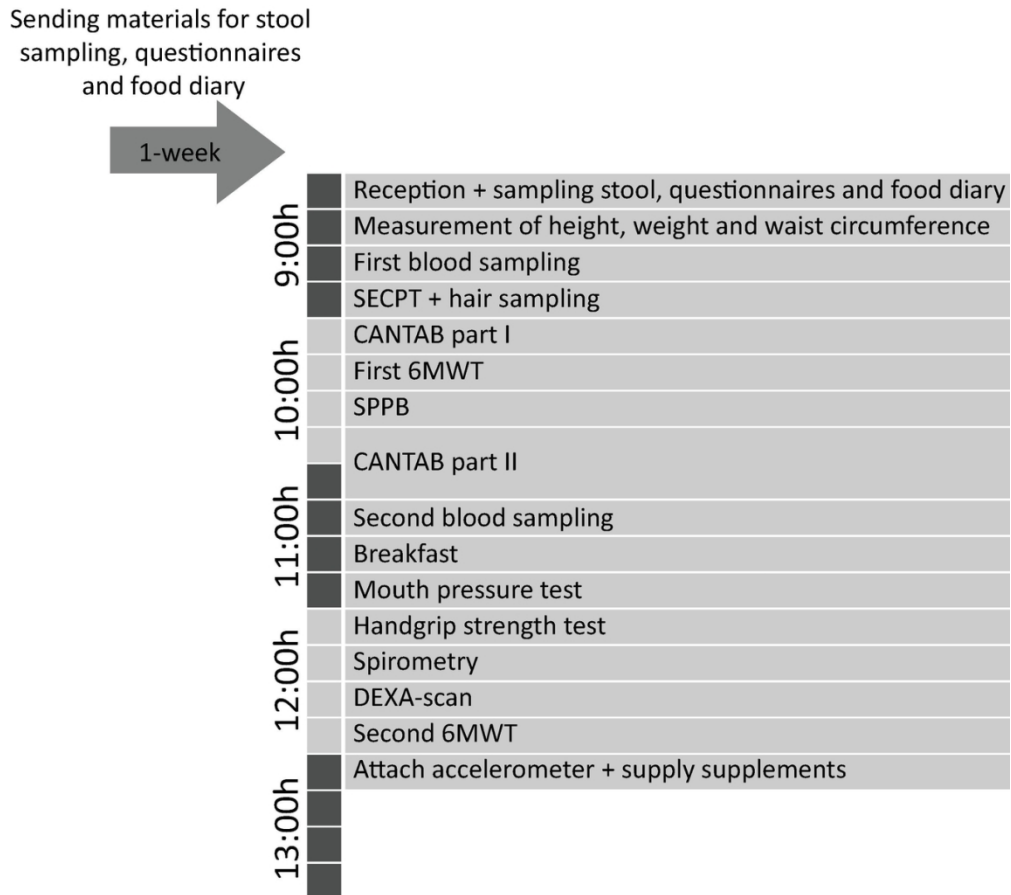 Sending materials for stool
sampling, questionnaires
and food diary
1-week
9:00h
Reception + sampling stool, questionnaires and food diary
Measurement of height, weight and waist circumference
First blood sampling
SECPT + hair sampling
10:00h
CANTAB part I
First 6MWT
SPPB
CANTAB part II
11:00h
Second blood sampling
Breakfast
Mouth pressure test
12:00h
Handgrip strength test
Spirometry
DEXA-scan
Second 6MWT
13:00h
Attach accelerometer + supply supplements